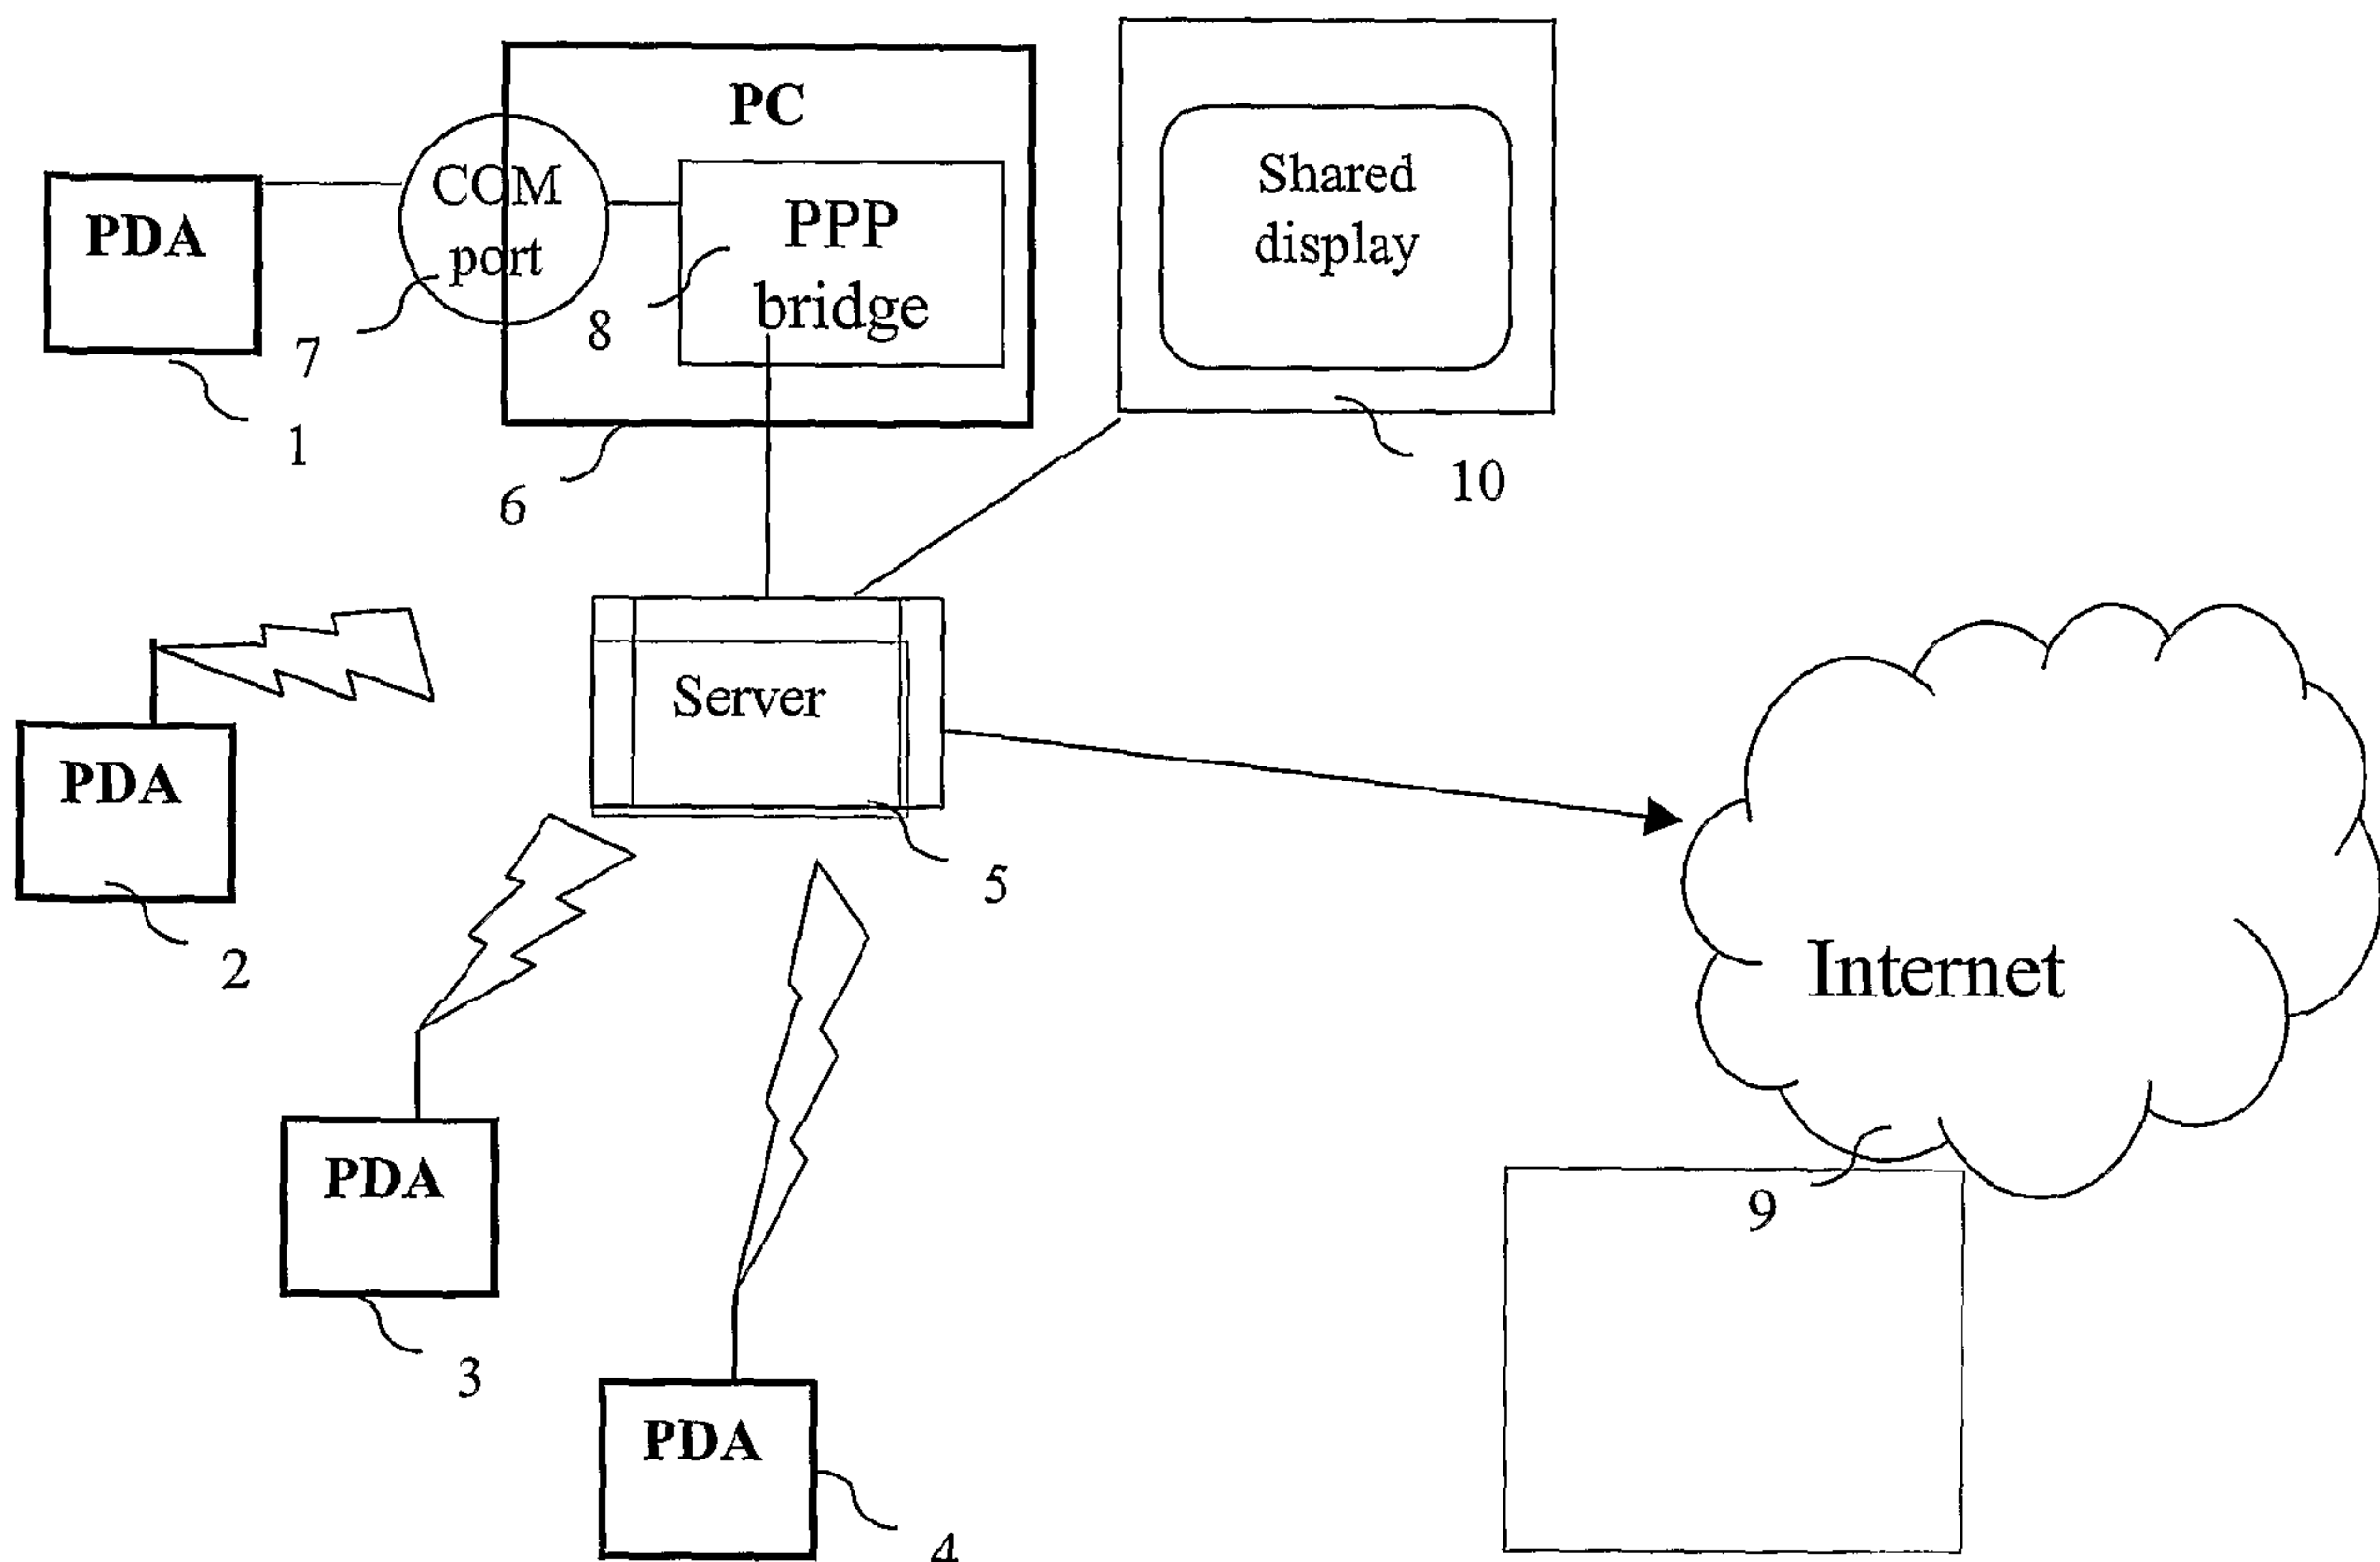 PC
COM
port
PDA
PPP
bridge
Shared
display
7
8
1
6
10
Server
PDA
5
2
Internet
PDA
9
3
PDA
4